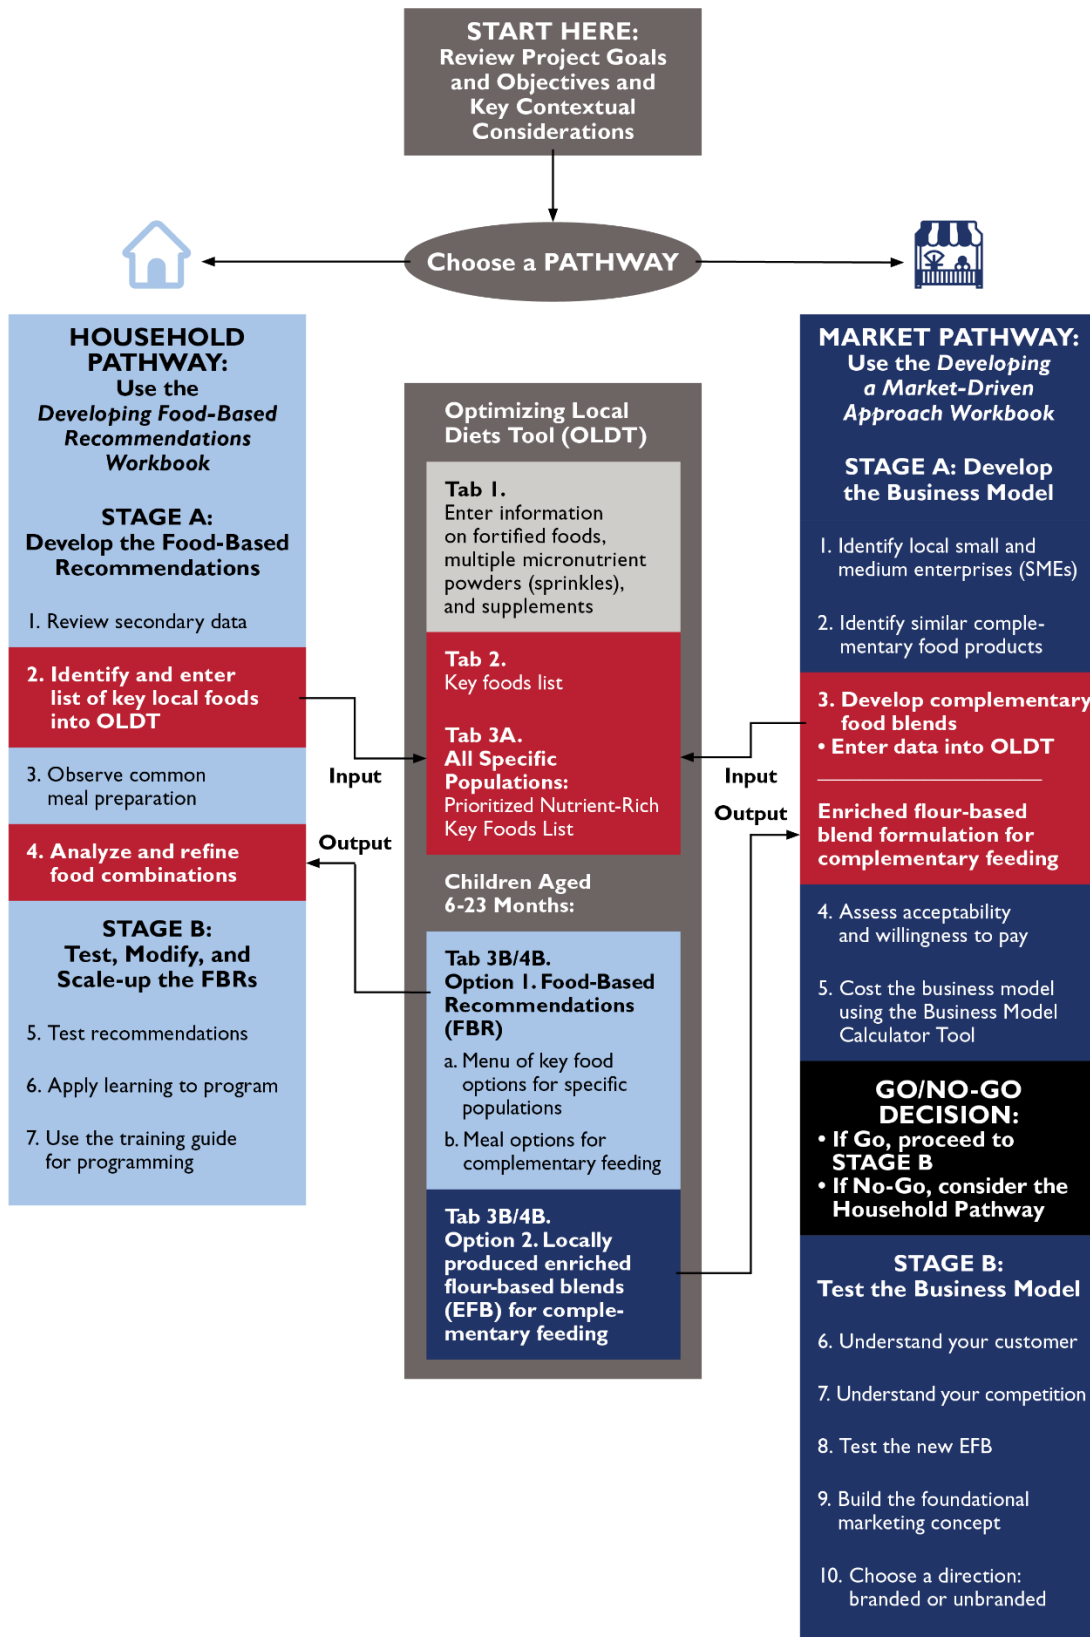 START HERE:
Review Project Goals
and Objectives and
Key Contextual
Considerations
Choose a PATHWAY
HOUSEHOLD
PATHWAY:
Use the
Developing Food-Based
Recommendations
Workbook
STAGE A:
Develop the Food-Based
Recommendations
1. Review secondary data
2. Identify and enter
list of key local foods
into OLDT
3. Observe common
meal preparation
4. Analyze and refine
food combinations
STAGE B:
Test, Modify, and
Scale-up the FBRs
5. Test recommendations
6. Apply learning to program
7. Use the training guide
for programming
Input
Output
Optimizing Local
Diets Tool (OLDT)
Tab 1.
Enter information
on fortified foods,
multiple micronutrient
powders (sprinkles),
and supplements
Tab 2.
Key foods list
Tab 3A.
All Specific
Populations:
Prioritized Nutrient-Rich
Key Foods List
Children Aged
6-23 Months:
Tab 3B/4B.
Option 1. Food-Based
Recommendations
(FBR)
a. Menu of key food
options for specific
populations
b. Meal options for
complementary feeding
Tab 3B/4B.
Option 2. Locally
produced enriched
flour-based blends
(EFB) for comple-
mentary feeding
Input
Output
MARKET PATHWAY:
Use the Developing
a Market-Driven
Approach Workbook
STAGE A: Develop
the Business Model
1. Identify local small and
medium enterprises (SMEs)
2. Identify similar comple-
mentary food products
3. Develop complementary
food blends
• Enter data into OLDT
Enriched flour-based
blend formulation for
complementary feeding
4. Assess acceptability
and willingness to pay
5. Cost the business model
using the Business Model
Calculator Tool
GO/NO-GO
DECISION:
• If Go, proceed to
STAGE B
• If No-Go, consider the
Household Pathway
STAGE B:
Test the Business Model
6. Understand your customer
7. Understand your competition
8. Test the new EFB
9. Build the foundational
marketing concept
10. Choose a direction:
branded or unbranded